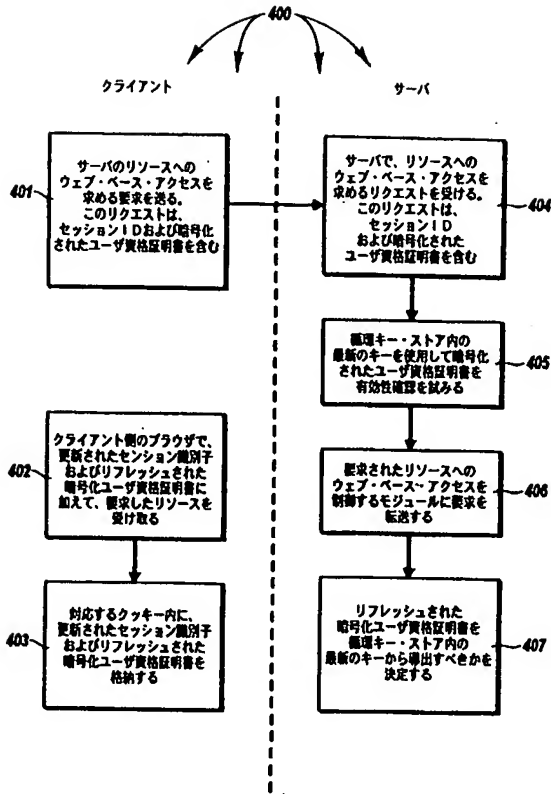 400
クライアント
サーバ
401
サーバのリソースへの
ウェブ・ベース・アクセスを
求める要求を送る。
このリクエストは、
セッションIDおよび暗号化
されたユーザ資格証明書を含む
サーバで、リソースへの
ウェブ・ベース・アクセスを
求めるリクエストを受ける。
このリクエストは、
セッションID
および暗号化された
ユーザ資格証明書を含む
404
循環キー・ストア内の
最新のキーを使用して暗号化
されたユーザ資格証明書を
有効性確認を試みる
405
402
クライアント側のブラウザで、
更新されたセンション識別子
およびリフレッシュされた
暗号化ユーザ資格証明書に
加えて、要求したリソースを
受け取る
要求されたリソースへの
ウェブ・ベース・アクセスを
制御するモジュールに要求を
転送する
406
403
対応するクッキー内に、
更新されたセッション識別子
およびリフレッシュされた
暗号化ユーザ資格証明書を
格納する
リフレッシュされた
暗号化ユーザ資格証明書を
循環キー・ストア内の
最新のキーから導出すべきかを
決定する
407